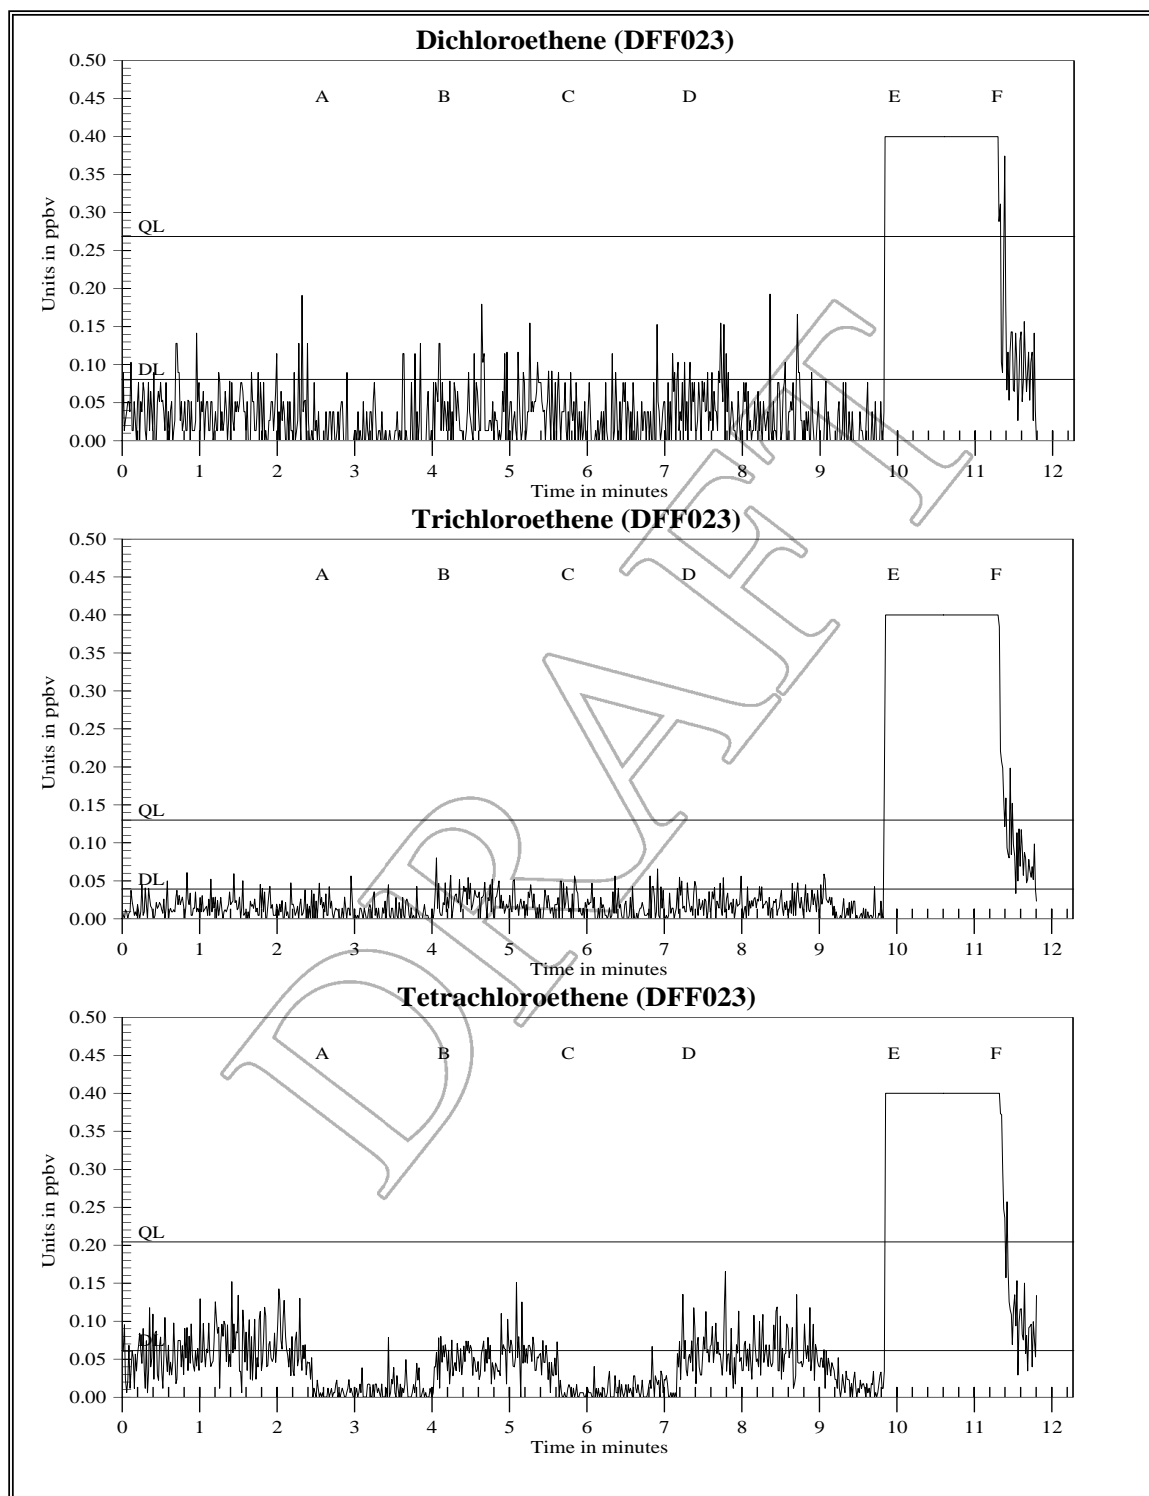 Dichloroethene (DFF023)
0.50
0.45
0.40
0.35
0.30
0.25
0.20
0.15
0.10
0.05
0.00
Units in ppbv
A B C D E F
QL
DL
0 1 2 3 4 5 6 7 8 9 10 11 12
Time in minutes
Trichloroethene (DFF023)
0.50
0.45
0.40
0.35
0.30
0.25
0.20
0.15
0.10
0.05
0.00
Units in ppbv
A B C D E F
QL
DL
0 1 2 3 4 5 6 7 8 9 10 11 12
Time in minutes
Tetrachloroethene (DFF023)
0.50
0.45
0.40
0.35
0.30
0.25
0.20
0.15
0.10
0.05
0.00
Units in ppbv
A B C D E F
QL
DL
0 1 2 3 4 5 6 7 8 9 10 11 12
Time in minutes
DRAFT